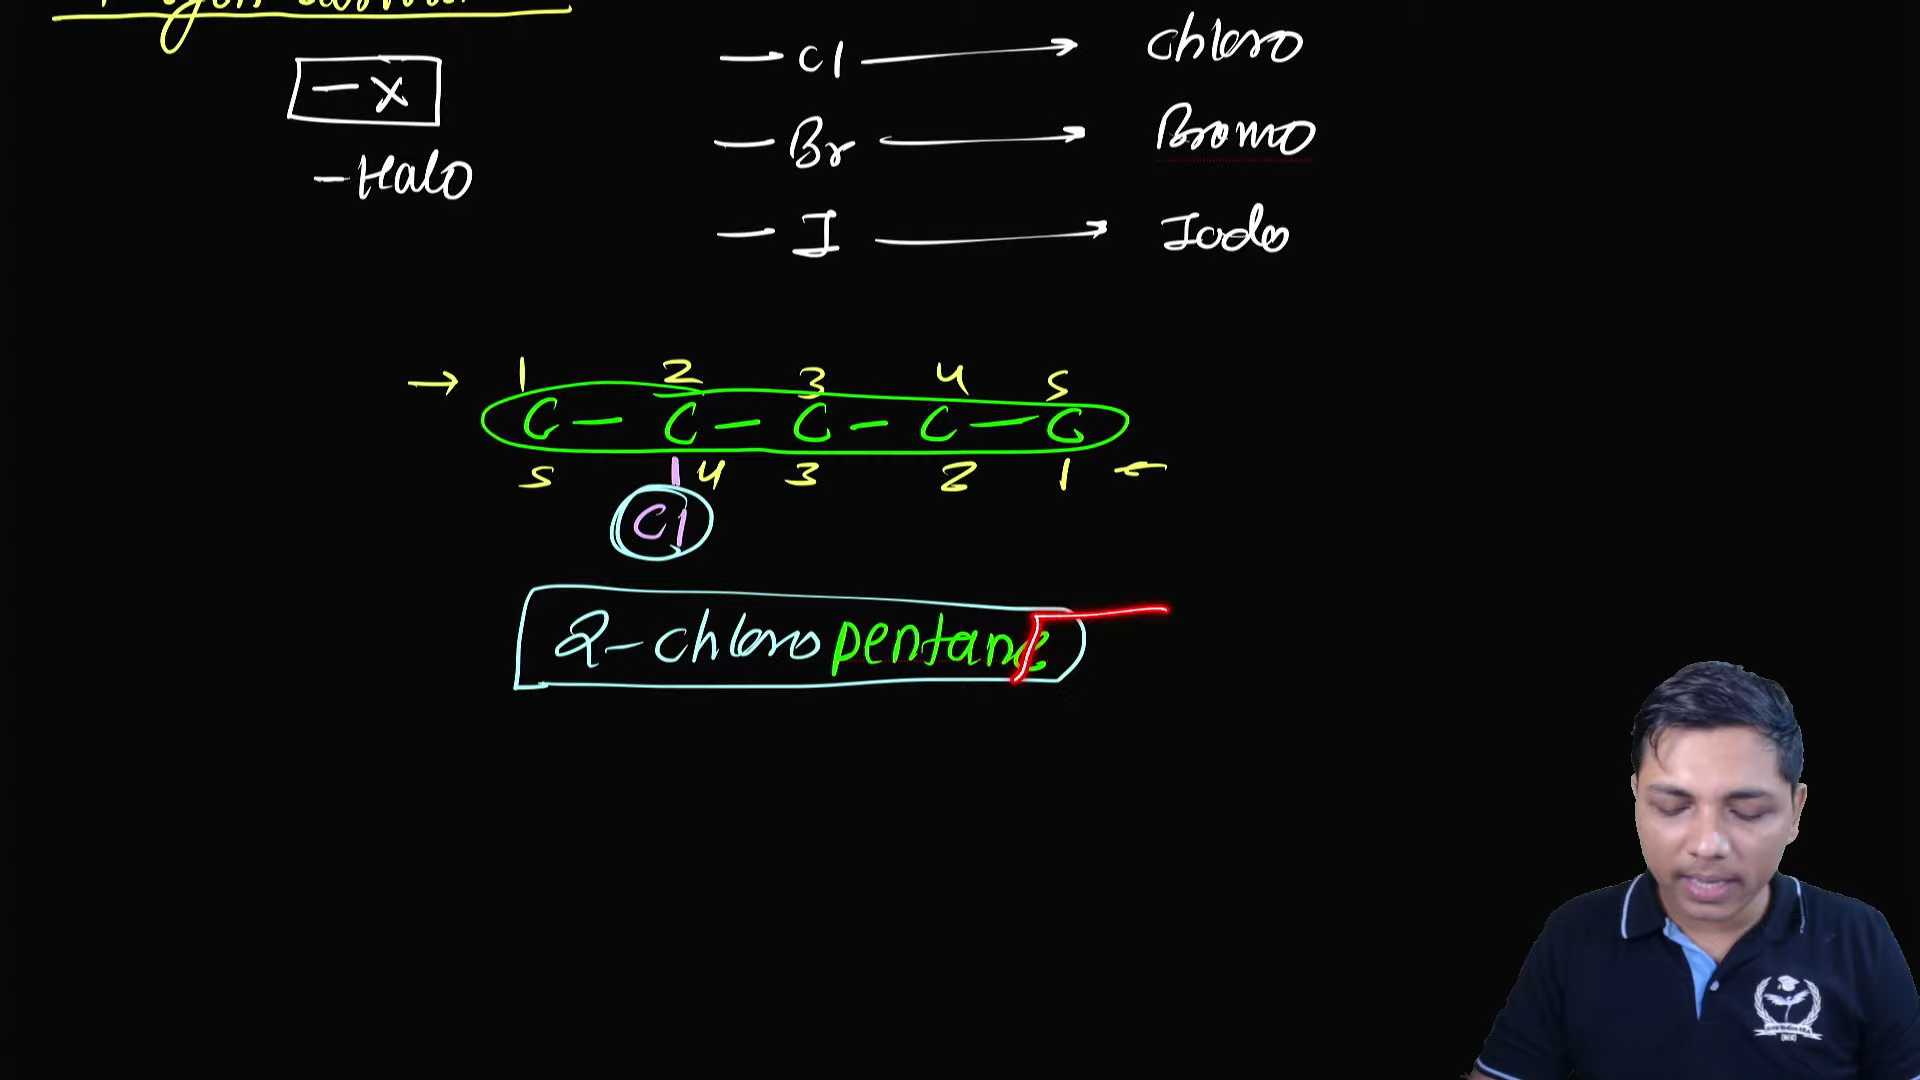 - X
- Halo
- Cl → chloro
- Br → Bromo
- I → Iodo
→ 1 2 3 4 5
C - C - C - C - C
5 4 3 2 1 ←
Cl
2-chloropentane